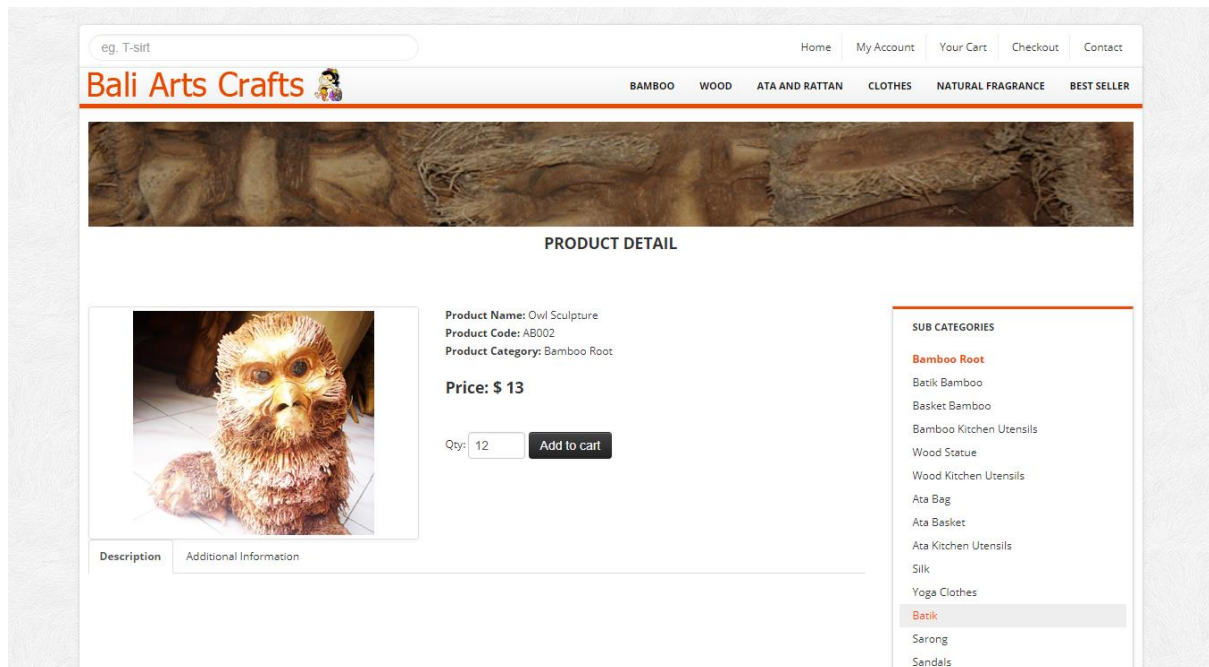 eg. T-sirt
Home My Account Your Cart Checkout Contact
Bali Arts Crafts
BAMBOO WOOD ATA AND RATTAN CLOTHES NATURAL FRAGRANCE BEST SELLER
PRODUCT DETAIL
Product Name: Owl Sculpture
Product Code: AB002
Product Category: Bamboo Root
Price: $ 13
Qty: 12 Add to cart
Description Additional Information
SUB CATEGORIES
Bamboo Root
Batik Bamboo
Basket Bamboo
Bamboo Kitchen Utensils
Wood Statue
Wood Kitchen Utensils
Ata Bag
Ata Basket
Ata Kitchen Utensils
Silk
Yoga Clothes
Batik
Sarong
Sandals